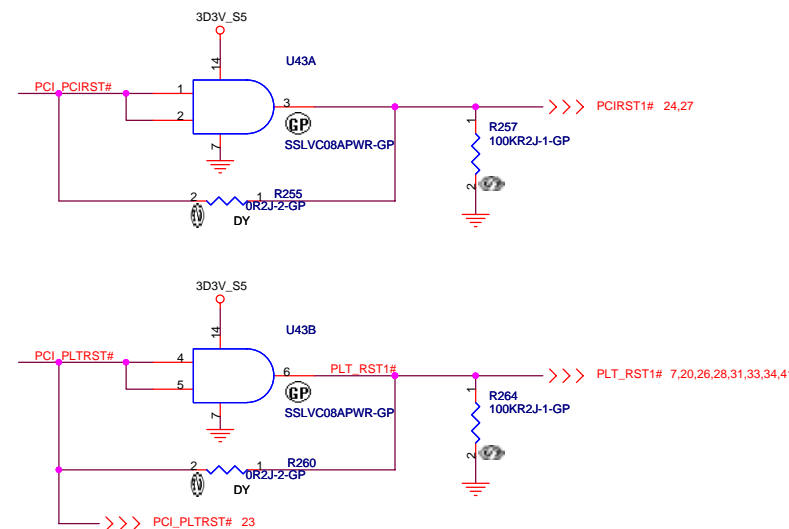 3D3V_S5
14
U43A
PCI_PCIRST#
1
2
3
GP
PCIRST1# 24,27
SSLVC08APWR-GP
7
1
R257
100KR2J-1-GP
2
2
1
R255
0R2J-2-GP
DY
3D3V_S5
14
U43B
PCI_PLTRST#
4
5
6
PLT_RST1#
GP
PLT_RST1# 7,20,26,28,31,33,34,4
SSLVC08APWR-GP
7
1
R264
100KR2J-1-GP
2
2
1
R260
0R2J-2-GP
DY
PCI_PLTRST# 23